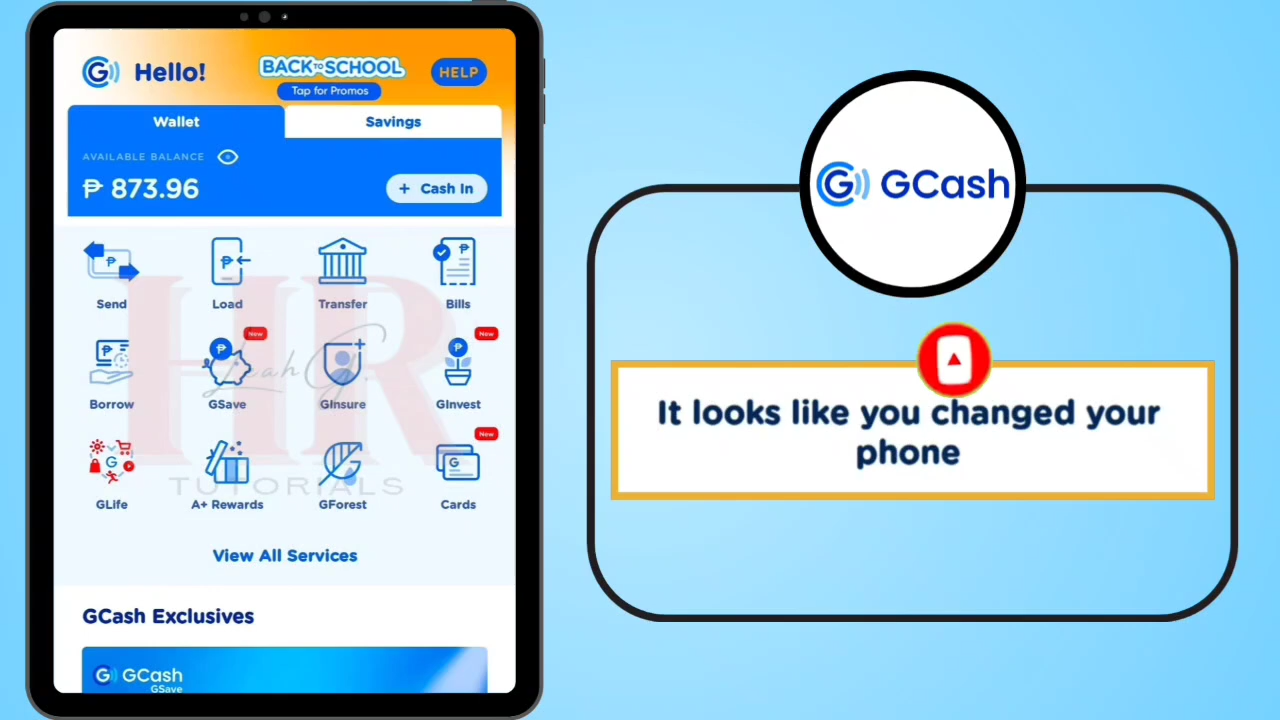 Hello!
BACK TO SCHOOL
Tap for Promos
HELP
Wallet
Savings
AVAILABLE BALANCE
₱ 873.96
+ Cash In
Send
Load
Transfer
Bills
New
New
Borrow
GSave
GInsure
GInvest
New
GLife
A+ Rewards
GForest
Cards
HR
Leah G.
TUTORIALS
View All Services
GCash Exclusives
GCash
GSave
GCash
It looks like you changed your
phone